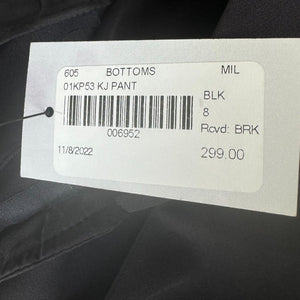 605 BOTTOMS MIL
01KP53 KJ PANT
BLK
8
006952
Rcvd: BRK
11/8/2022 299.00